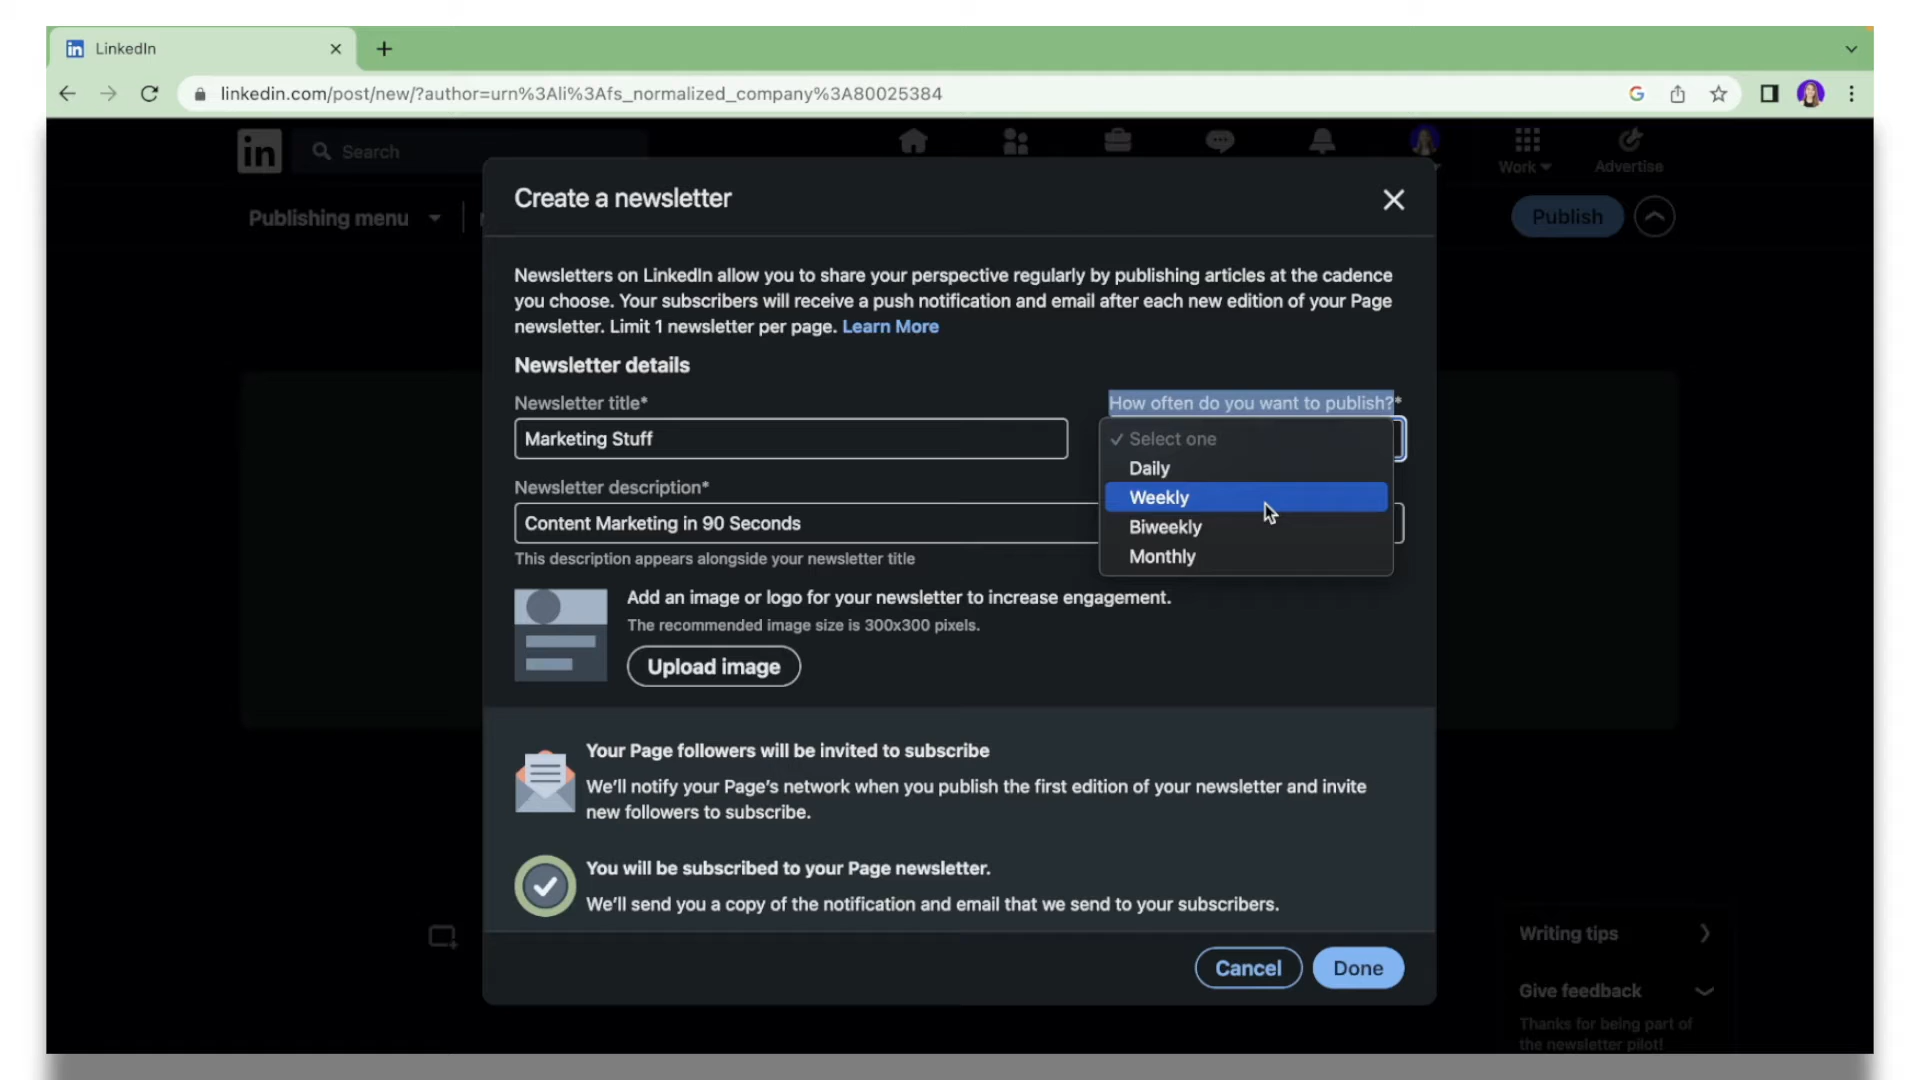 LinkedIn
linkedin.com/post/new/?author=urn%3Ali%3Afs_normalized_company%3A80025384
in
Search
Work
Advertise
Publishing menu
Publish
Create a newsletter
Newsletters on LinkedIn allow you to share your perspective regularly by publishing articles at the cadence
you choose. Your subscribers will receive a push notification and email after each new edition of your Page
newsletter. Limit 1 newsletter per page. Learn More
Newsletter details
Newsletter title*
How often do you want to publish?*
Marketing Stuff
✓ Select one
Daily
Weekly
Biweekly
Monthly
Newsletter description*
Content Marketing in 90 Seconds
This description appears alongside your newsletter title
Add an image or logo for your newsletter to increase engagement.
The recommended image size is 300x300 pixels.
Upload image
Your Page followers will be invited to subscribe
We'll notify your Page's network when you publish the first edition of your newsletter and invite
new followers to subscribe.
You will be subscribed to your Page newsletter.
We'll send you a copy of the notification and email that we send to your subscribers.
Cancel
Done
Writing tips
Give feedback
Thanks for being part of
the newsletter pilot!